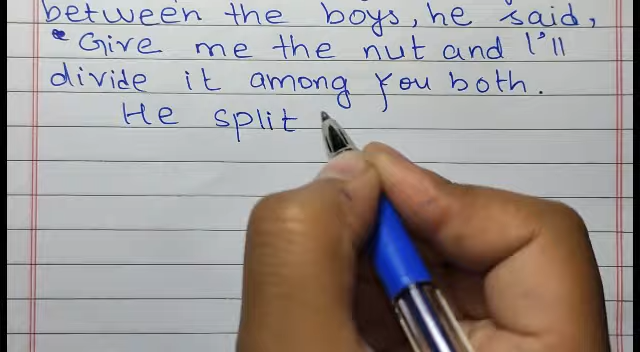 between the boys, he said,
"Give me the nut and I'll
divide it among you both.
He split